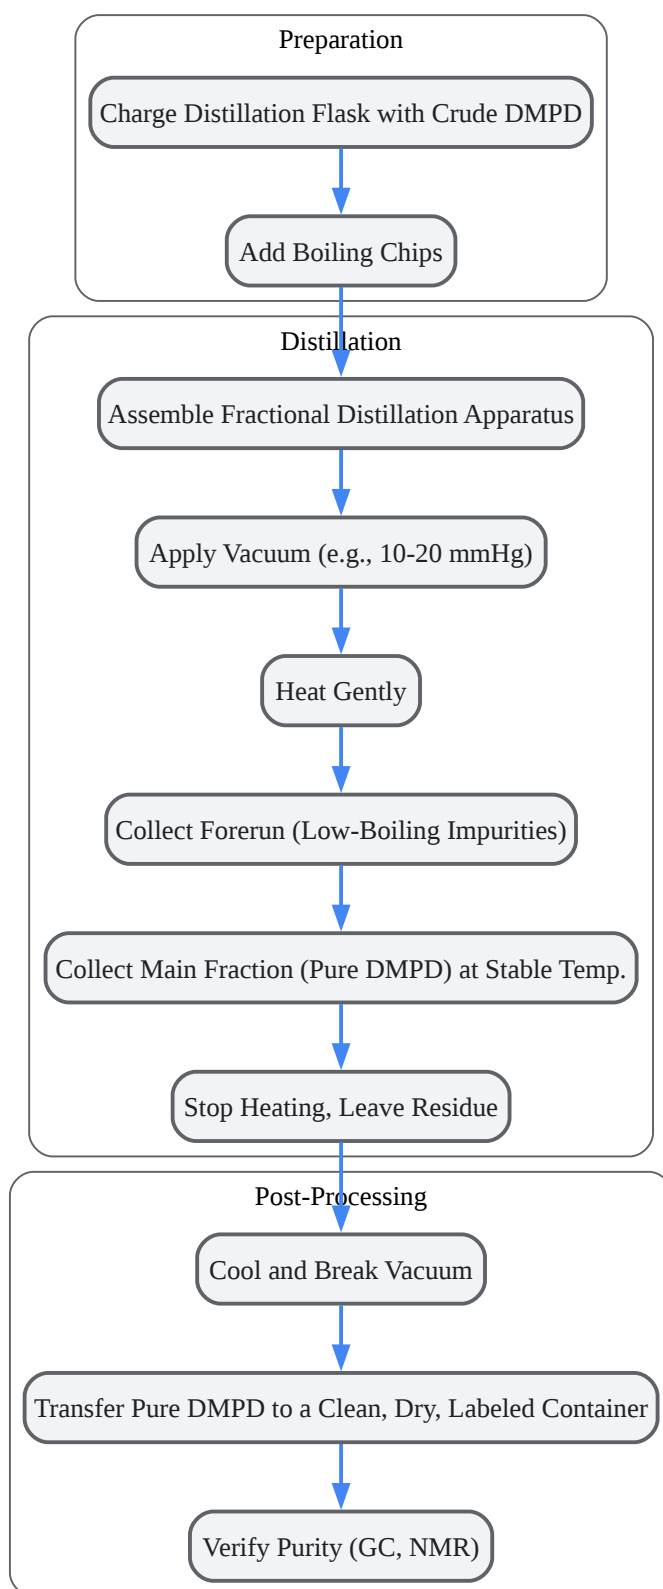 Preparation
Charge Distillation Flask with Crude DMPD
Add Boiling Chips
Distillation
Assemble Fractional Distillation Apparatus
Apply Vacuum (e.g., 10-20 mmHg)
Heat Gently
Collect Forerun (Low-Boiling Impurities)
Collect Main Fraction (Pure DMPD) at Stable Temp.
Stop Heating, Leave Residue
Post-Processing
Cool and Break Vacuum
Transfer Pure DMPD to a Clean, Dry, Labeled Container
Verify Purity (GC, NMR)